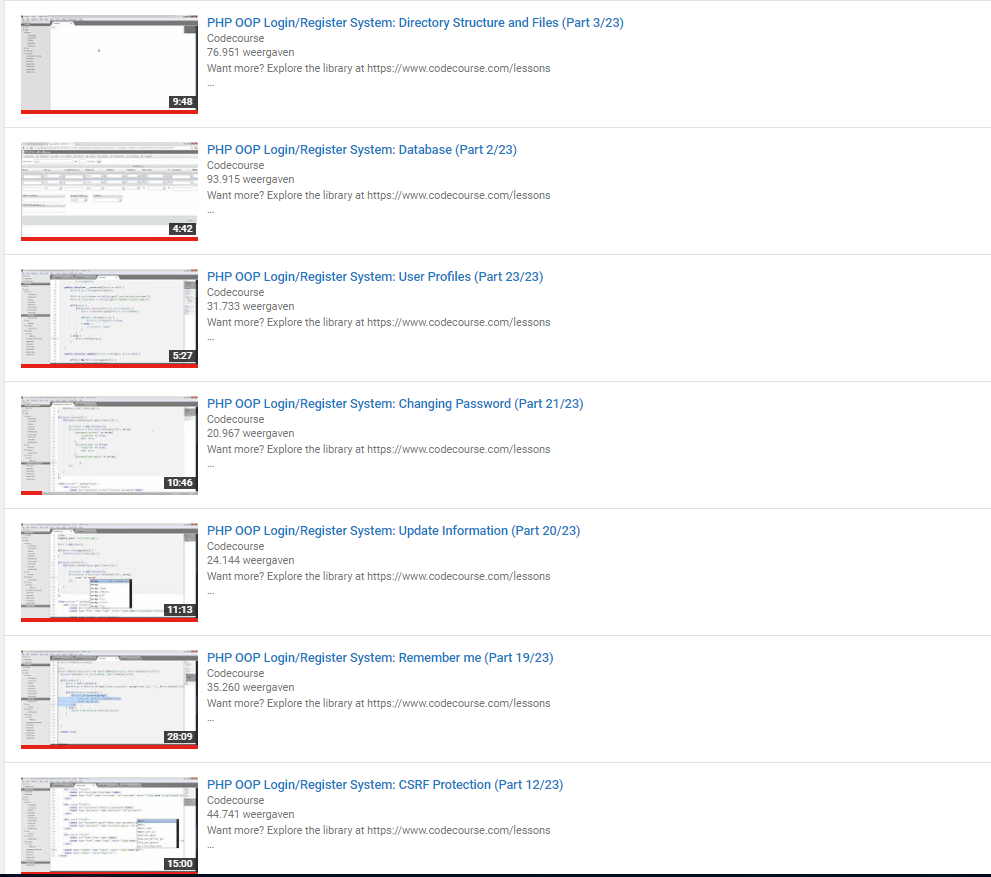 PHP OOP Login/Register System: Directory Structure and Files (Part 3/23)
Codecourse
76.951 weergaven
Want more? Explore the library at https://www.codecourse.com/lessons
...
9:48
PHP OOP Login/Register System: Database (Part 2/23)
Codecourse
93.915 weergaven
Want more? Explore the library at https://www.codecourse.com/lessons
...
4:42
PHP OOP Login/Register System: User Profiles (Part 23/23)
Codecourse
31.733 weergaven
Want more? Explore the library at https://www.codecourse.com/lessons
...
5:27
PHP OOP Login/Register System: Changing Password (Part 21/23)
Codecourse
20.967 weergaven
Want more? Explore the library at https://www.codecourse.com/lessons
...
10:46
PHP OOP Login/Register System: Update Information (Part 20/23)
Codecourse
24.144 weergaven
Want more? Explore the library at https://www.codecourse.com/lessons
...
11:13
PHP OOP Login/Register System: Remember me (Part 19/23)
Codecourse
35.260 weergaven
Want more? Explore the library at https://www.codecourse.com/lessons
...
28:09
PHP OOP Login/Register System: CSRF Protection (Part 12/23)
Codecourse
44.741 weergaven
Want more? Explore the library at https://www.codecourse.com/lessons
...
15:00